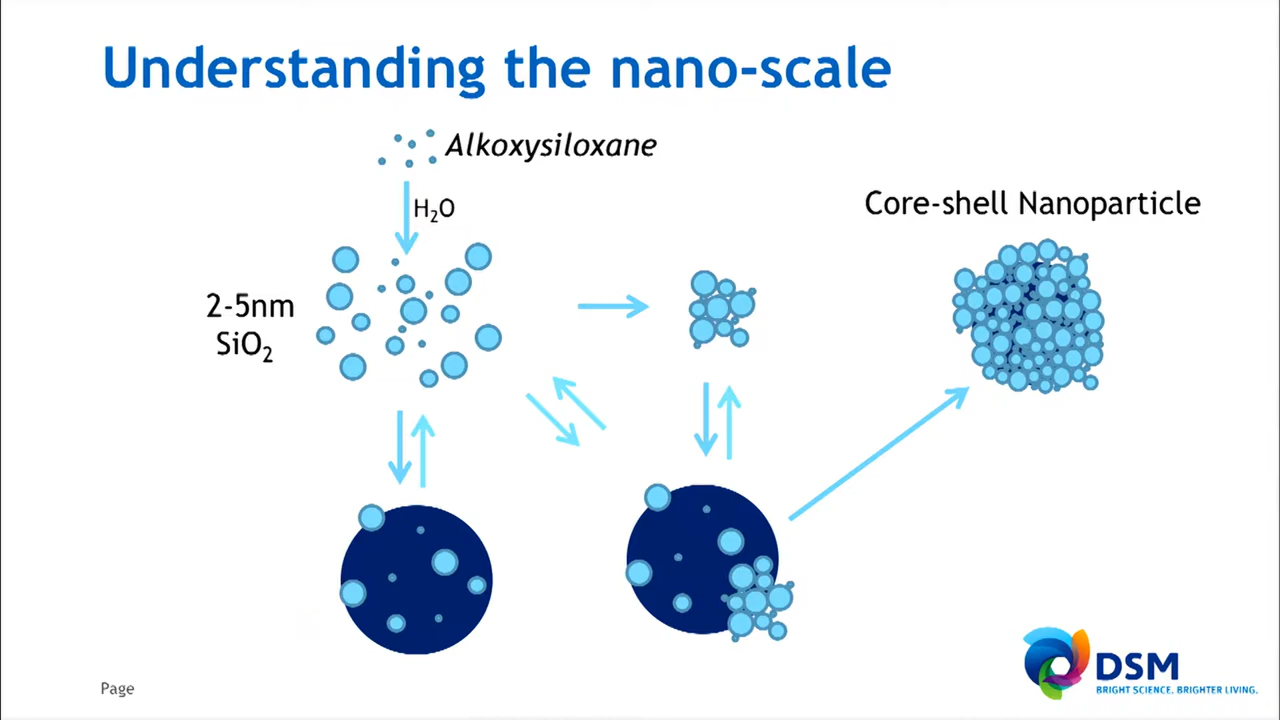 Understanding the nano-scale
Alkoxysiloxane
H₂O
Core-shell Nanoparticle
2-5nm
SiO₂
Page
DSM
BRIGHT SCIENCE. BRIGHTER LIVING.